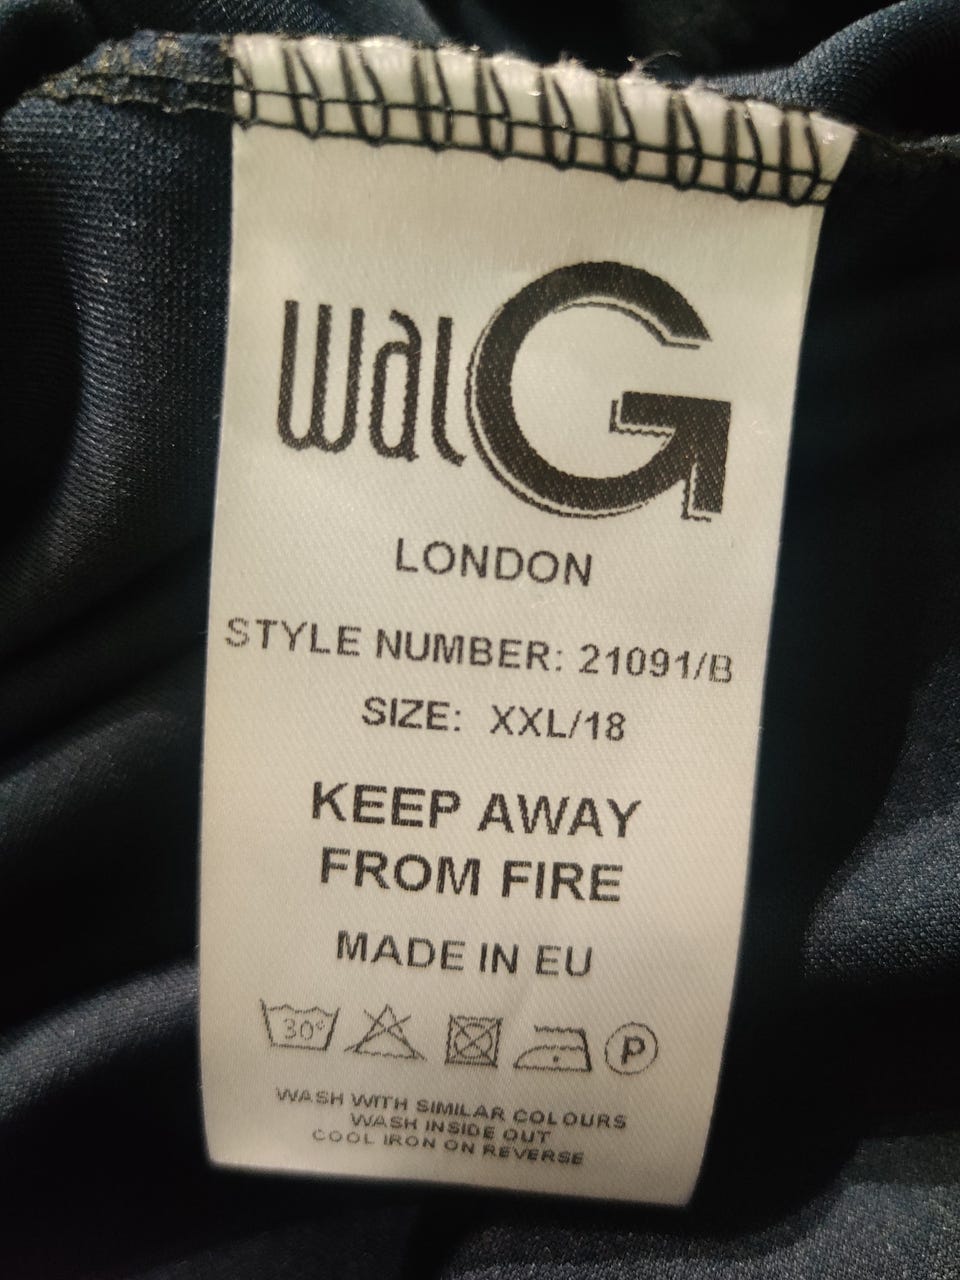 walG
LONDON
STYLE NUMBER: 21091/B
SIZE: XXL/18
KEEP AWAY
FROM FIRE
MADE IN EU
30° P
WASH WITH SIMILAR COLOURS
WASH INSIDE OUT
COOL IRON ON REVERSE